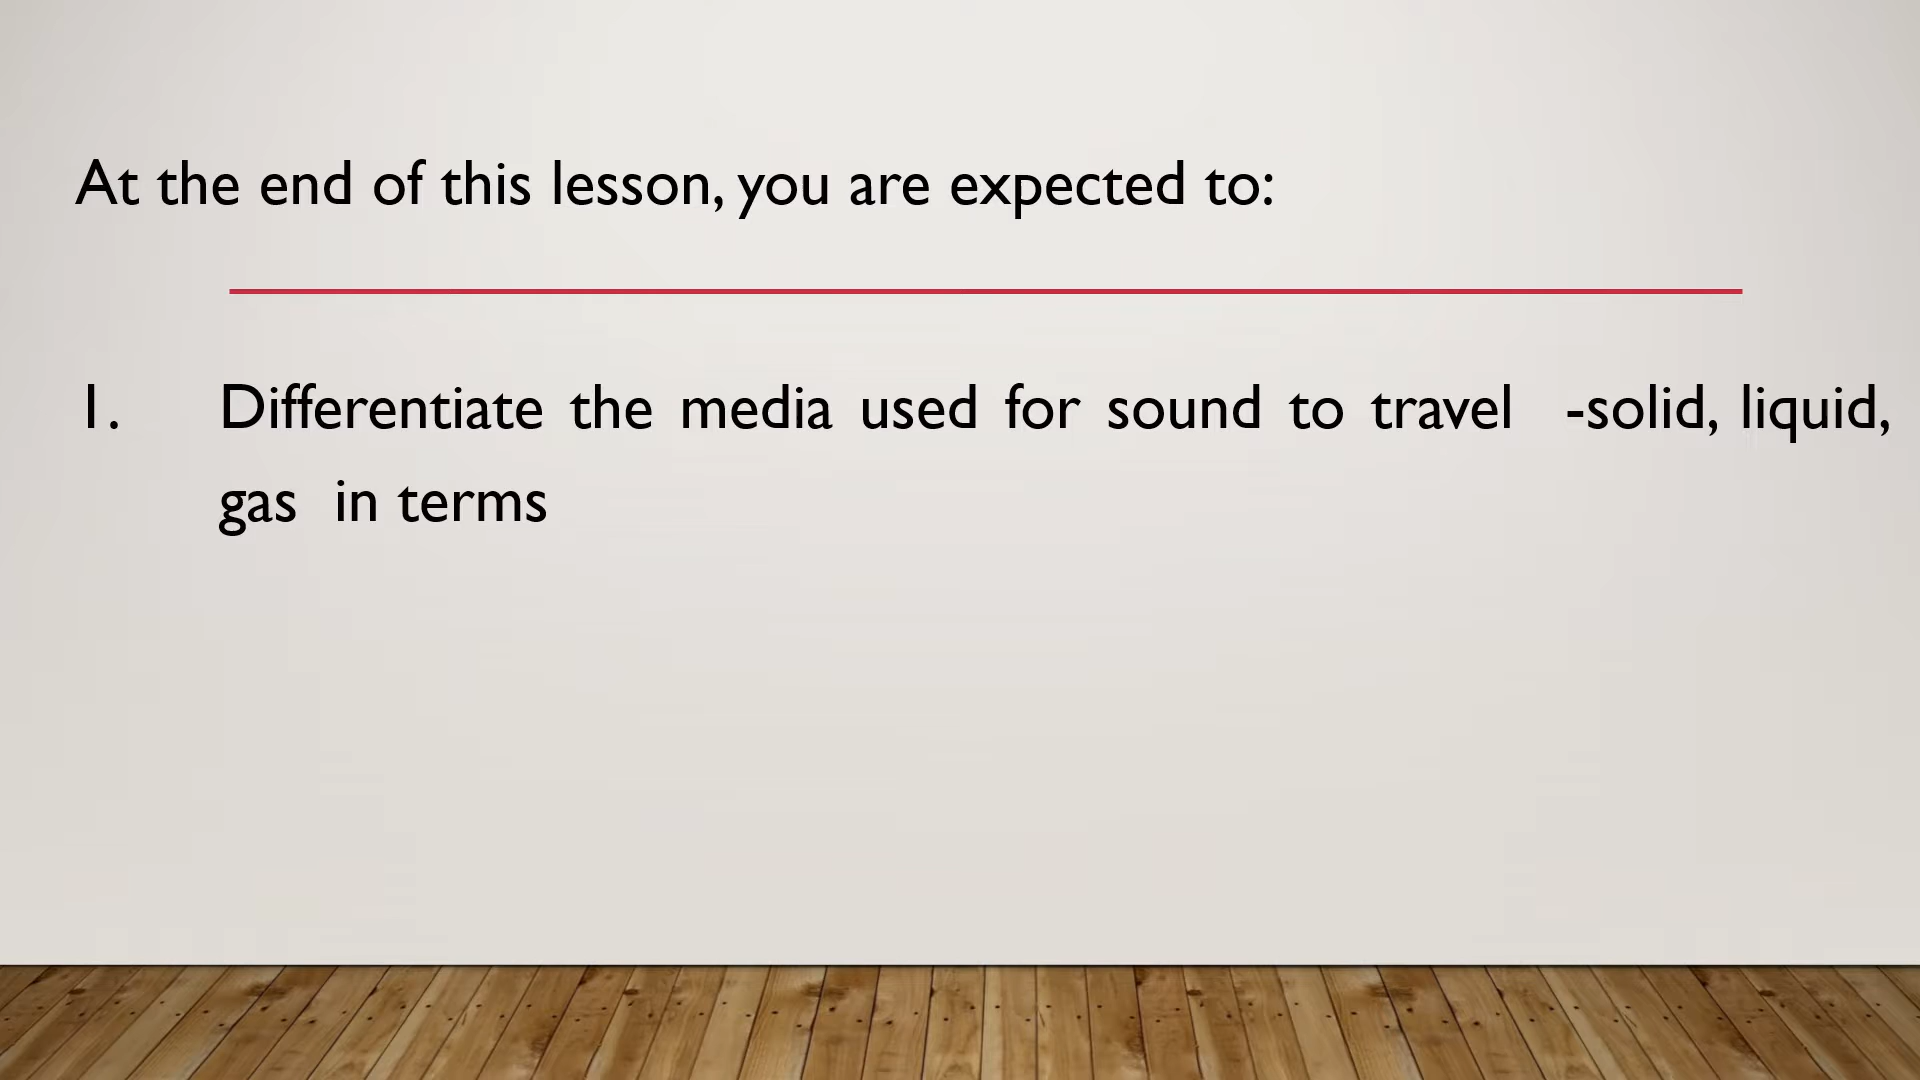 At the end of this lesson, you are expected to:
1. Differentiate the media used for sound to travel -solid, liquid,
gas in terms